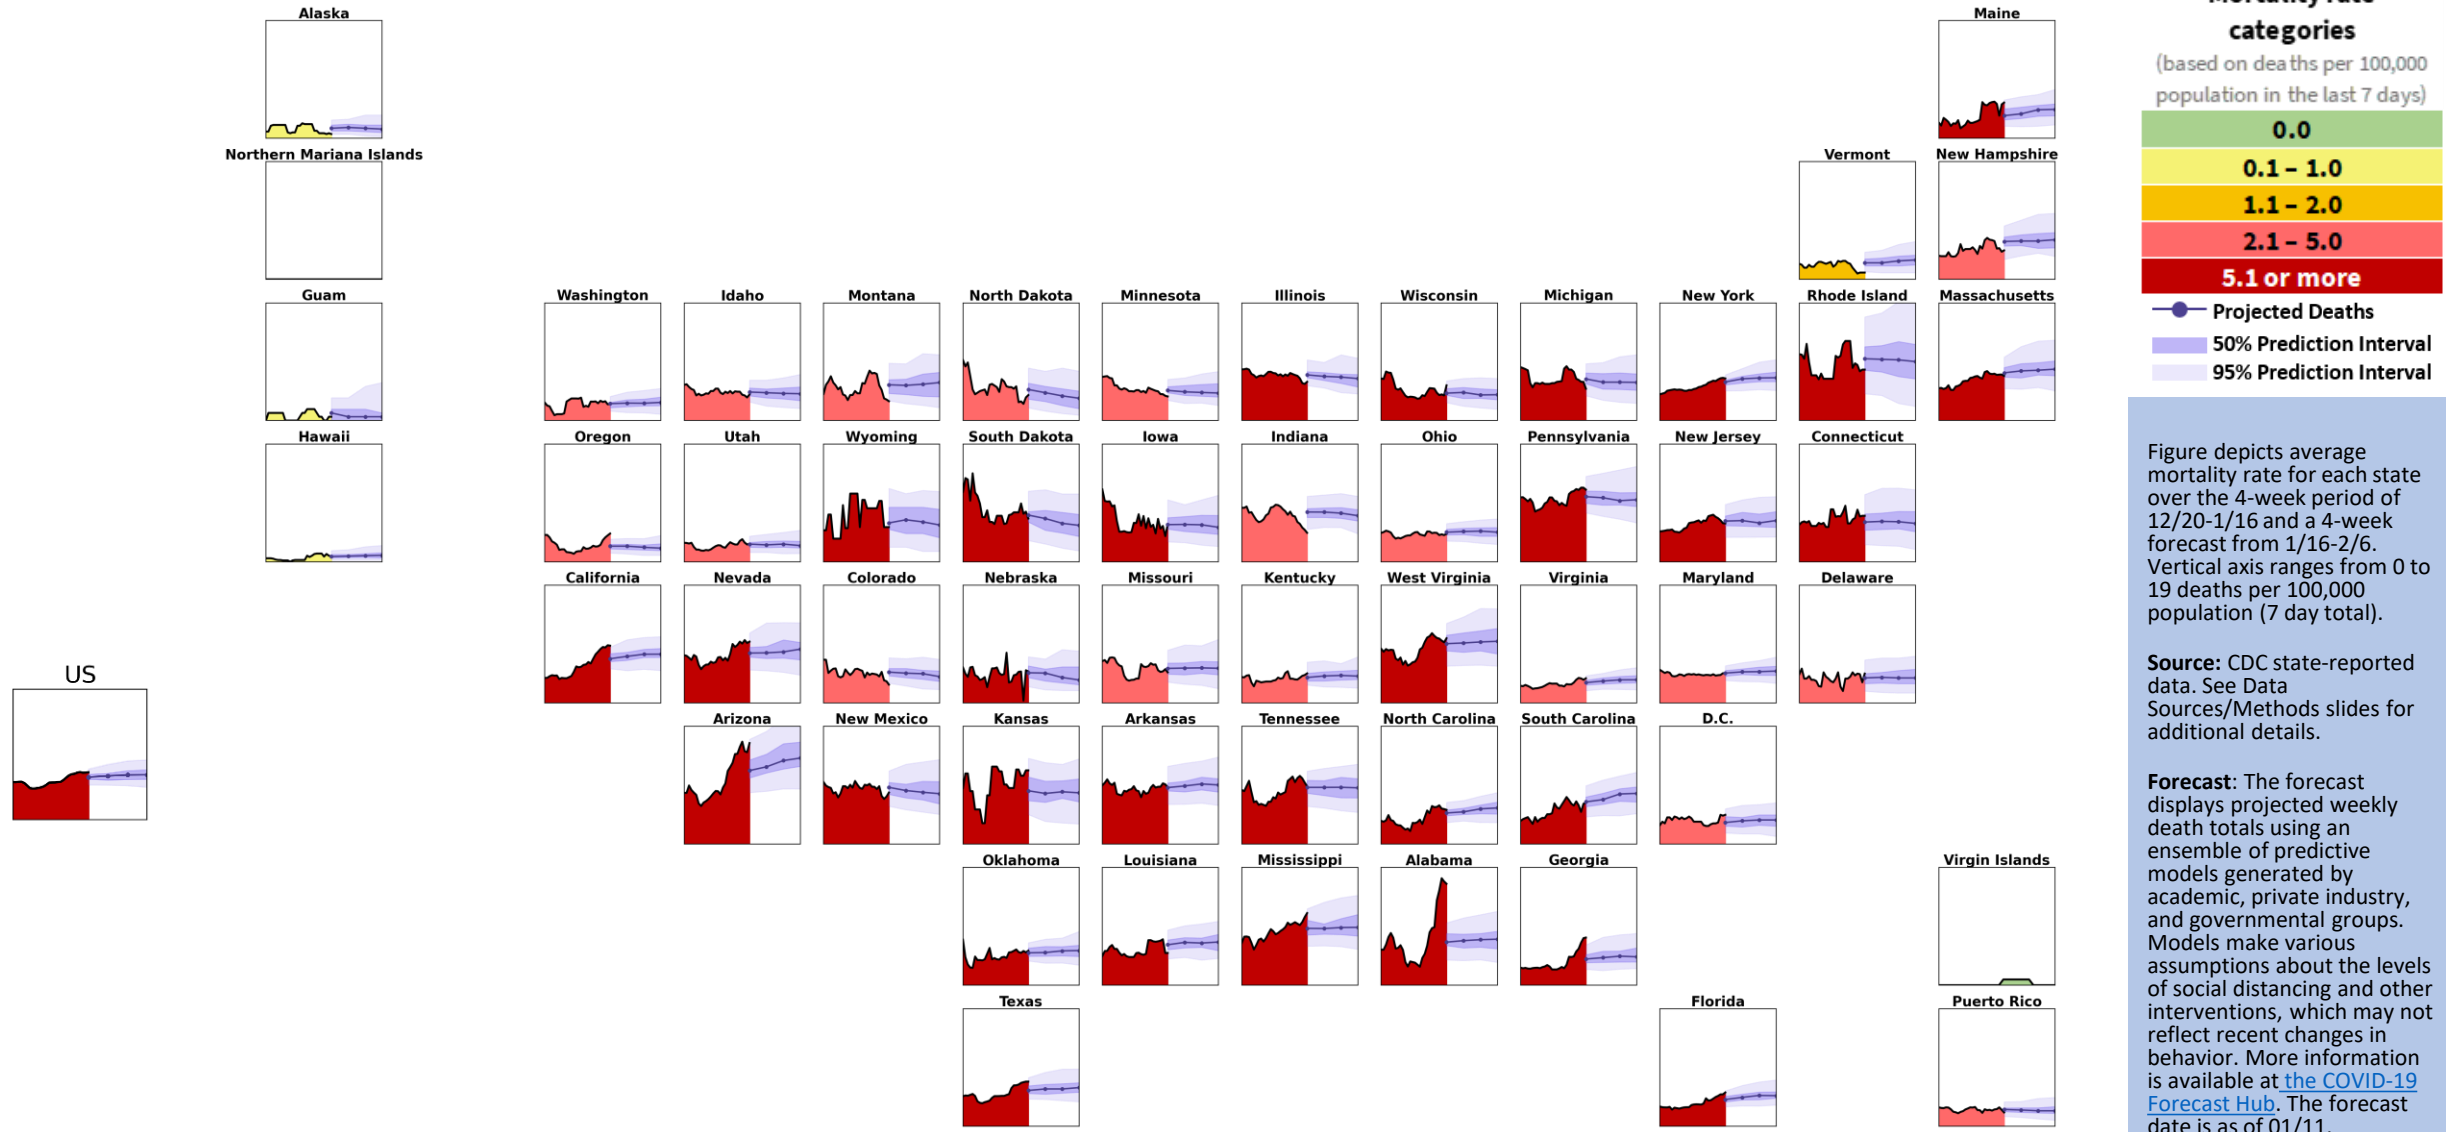 Alaska
Maine
Mortality rate
categories
(based on deaths per 100,000
population in the last 7 days)
0.0
0.1 – 1.0
1.1 – 2.0
2.1 – 5.0
5.1 or more
Projected Deaths
50% Prediction Interval
95% Prediction Interval
Northern Mariana Islands
Vermont
New Hampshire
Guam
Washington
Idaho
Montana
North Dakota
Minnesota
Illinois
Wisconsin
Michigan
New York
Rhode Island
Massachusetts
Hawaii
Oregon
Utah
Wyoming
South Dakota
Iowa
Indiana
Ohio
Pennsylvania
New Jersey
Connecticut
California
Nevada
Colorado
Nebraska
Missouri
Kentucky
West Virginia
Virginia
Maryland
Delaware
US
Arizona
New Mexico
Kansas
Arkansas
Tennessee
North Carolina
South Carolina
D.C.
Oklahoma
Louisiana
Mississippi
Alabama
Georgia
Virgin Islands
Texas
Florida
Puerto Rico
Figure depicts average
mortality rate for each state
over the 4-week period of
12/20-1/16 and a 4-week
forecast from 1/16-2/6.
Vertical axis ranges from 0 to
19 deaths per 100,000
population (7 day total).
Source: CDC state-reported
data. See Data
Sources/Methods slides for
additional details.
Forecast: The forecast
displays projected weekly
death totals using an
ensemble of predictive
models generated by
academic, private industry,
and governmental groups.
Models make various
assumptions about the levels
of social distancing and other
interventions, which may not
reflect recent changes in
behavior. More information
is available at the COVID-19
Forecast Hub. The forecast
date is as of 01/11.